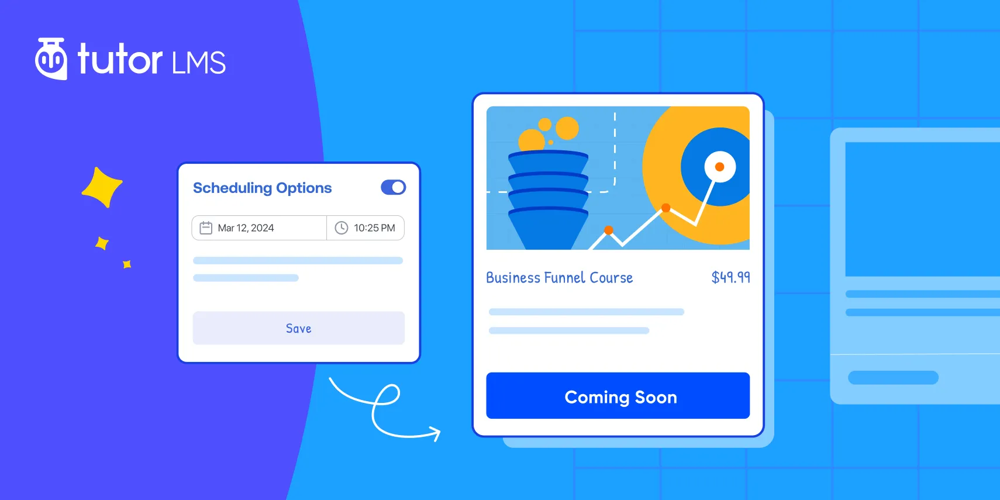 tutor LMS
Scheduling Options
Mar 12, 2024 10:25 PM
Save
Business Funnel Course $49.99
Coming Soon